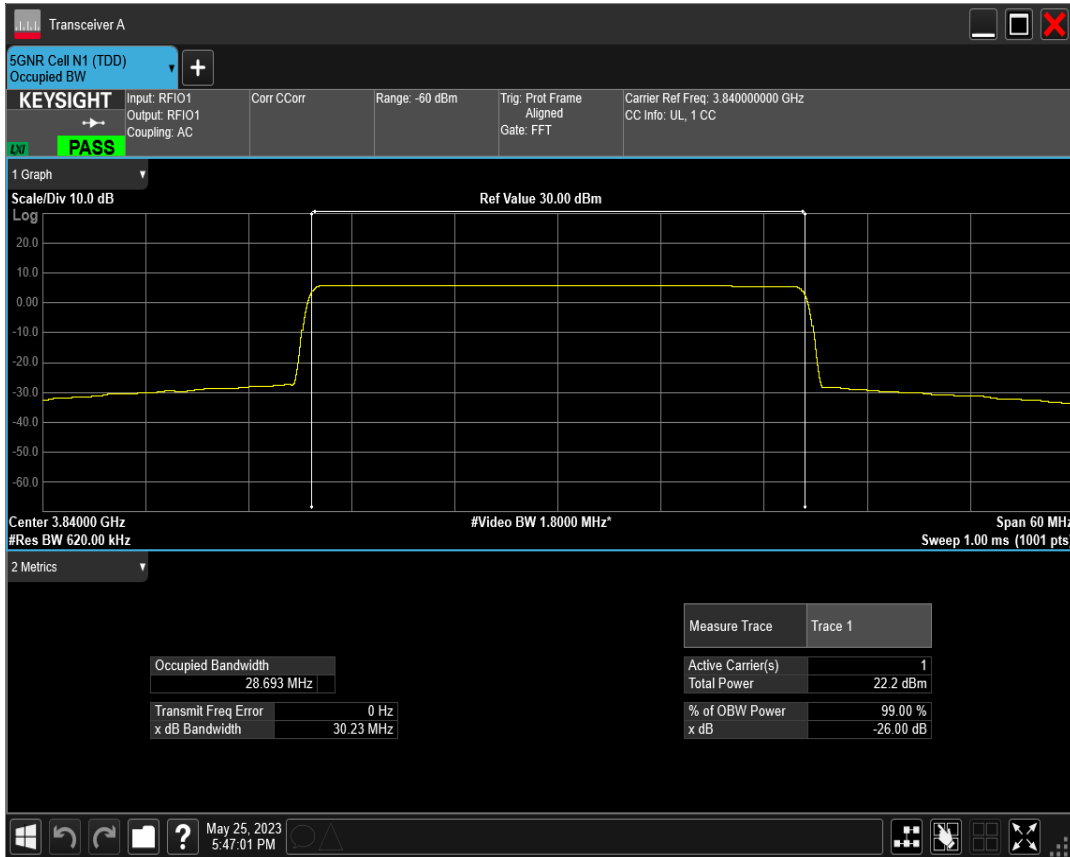 Transceiver A
5GNR Cell N1 (TDD)
Occupied BW
KEYSIGHT
LXI
PASS
Input: RFIO1
Output: RFIO1
Coupling: AC
Corr CCorr
Range: -60 dBm
Trig: Prot Frame
Aligned
Gate: FFT
Carrier Ref Freq: 3.840000000 GHz
CC Info: UL, 1 CC
1 Graph
Scale/Div 10.0 dB
Ref Value 30.00 dBm
Log
20.0
10.0
0.00
-10.0
-20.0
-30.0
-40.0
-50.0
-60.0
Center 3.84000 GHz
#Video BW 1.8000 MHz*
Span 60 MHz
#Res BW 620.00 kHz
Sweep 1.00 ms (1001 pts)
2 Metrics
Measure Trace Trace 1
Occupied Bandwidth
28.693 MHz
Active Carrier(s) 1
Total Power 22.2 dBm
Transmit Freq Error 0 Hz
x dB Bandwidth 30.23 MHz
% of OBW Power 99.00 %
x dB -26.00 dB
?
May 25, 2023
5:47:01 PM